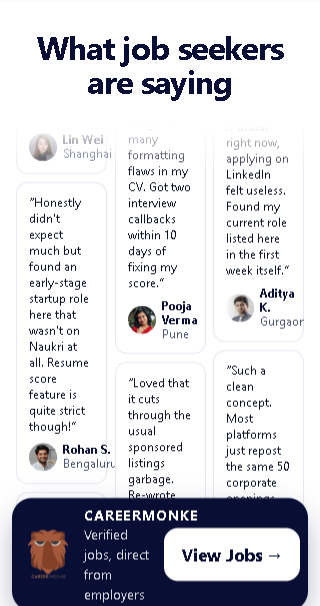 What job seekers
are saying
Lin Wei
Shanghai
"Honestly
didn't
expect
much but
found an
early-stage
startup role
here that
wasn't on
Naukri at
all. Resume
score
feature is
quite strict
though!"
Rohan S.
Bengaluru
many
formatting
flaws in my
CV. Got two
interview
callbacks
within 10
days of
fixing my
score."
Pooja
Verma
Pune
"Loved that
it cuts
through the
usual
sponsored
listings
garbage.
Re-wrote
right now,
applying on
LinkedIn
felt useless.
Found my
current role
listed here
in the first
week itself."
Aditya
K.
Gurgaon
"Such a
clean
concept.
Most
platforms
just repost
the same 50
corporate
openings
CAREERMONKE
Verified
jobs, direct
from
employers
View Jobs →